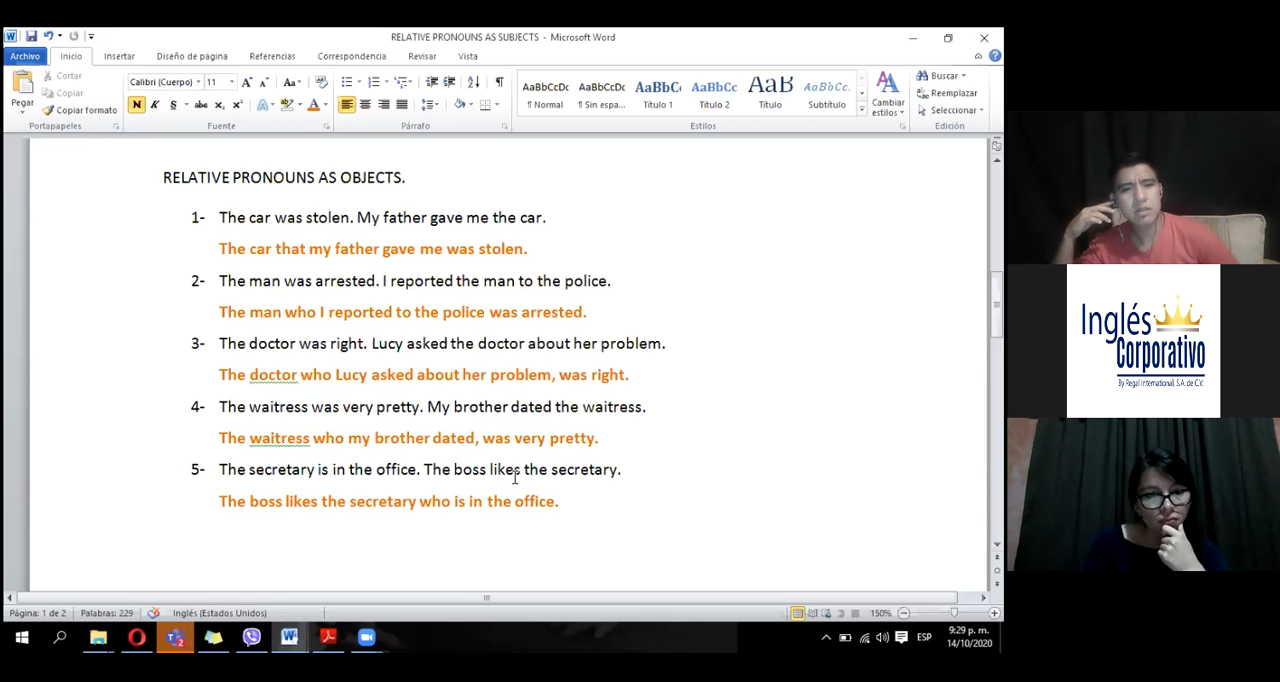 RELATIVE PRONOUNS AS SUBJECTS - Microsoft Word
Archivo Inicio Insertar Diseño de página Referencias Correspondencia Revisar Vista
Pegar
Cortar
Copiar
Copiar formato
Portapapeles
Calibri (Cuerpo) 11
Fuente
Párrafo
AaBbCcDc AaBbCcDc AaBbC AaBbCc AaB AaBbCc.
¶ Normal ¶ Sin espa... Título 1 Título 2 Título Subtítulo
Estilos
Cambiar estilos
Buscar
Reemplazar
Seleccionar
Edición
RELATIVE PRONOUNS AS OBJECTS.
1- The car was stolen. My father gave me the car.
The car that my father gave me was stolen.
2- The man was arrested. I reported the man to the police.
The man who I reported to the police was arrested.
3- The doctor was right. Lucy asked the doctor about her problem.
The doctor who Lucy asked about her problem, was right.
4- The waitress was very pretty. My brother dated the waitress.
The waitress who my brother dated, was very pretty.
5- The secretary is in the office. The boss likes the secretary.
The boss likes the secretary who is in the office.
Página: 1 de 2 Palabras: 229 Inglés (Estados Unidos) 150%
ESP
9:29 p. m.
14/10/2020
Inglés
Corporativo
By Regal International, S.A. de C.V.